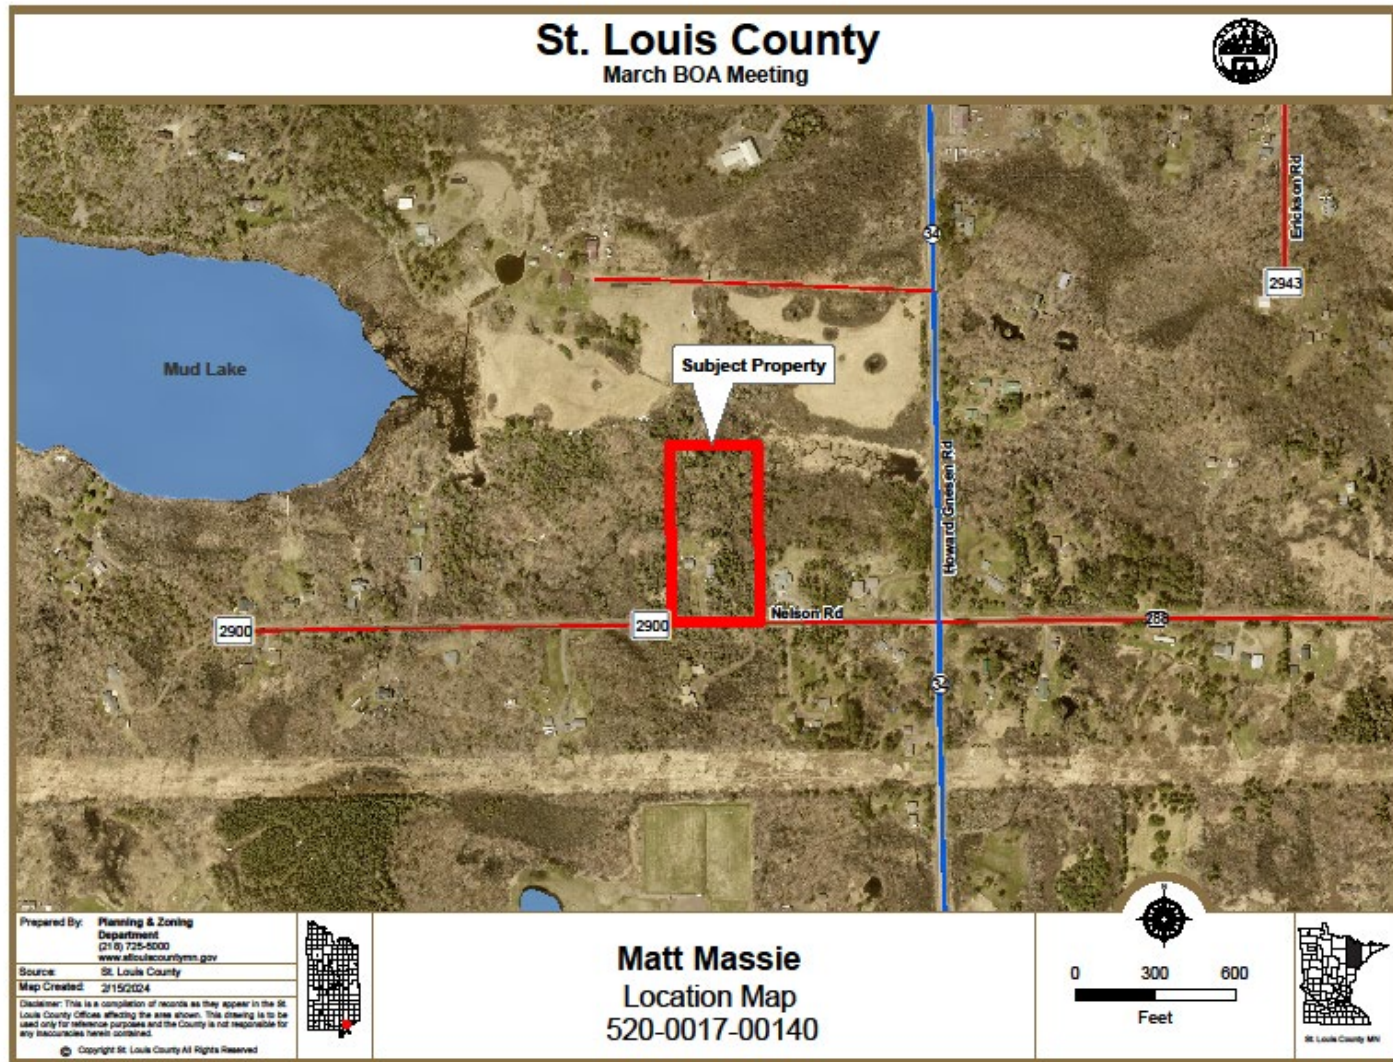 St. Louis County
March BOA Meeting
34
Erickson Rd
2943
Subject Property
Mud Lake
Howard Gnesen Rd
2900
2900
Nelson Rd
288
Prepared By: Planning & Zoning
Department
(218) 725-5000
www.stlouiscountymn.gov
Source: St. Louis County
Map Created: 2/15/2024
Disclaimer: This is a compilation of records as they appear in the St.
Louis County Offices affecting the area shown. This drawing is to be
used only for reference purposes and the County is not responsible for
any inaccuracies herein contained.
© Copyright St. Louis County All Rights Reserved
Matt Massie
Location Map
520-0017-00140
N
0 300 600
Feet
St. Louis County MN